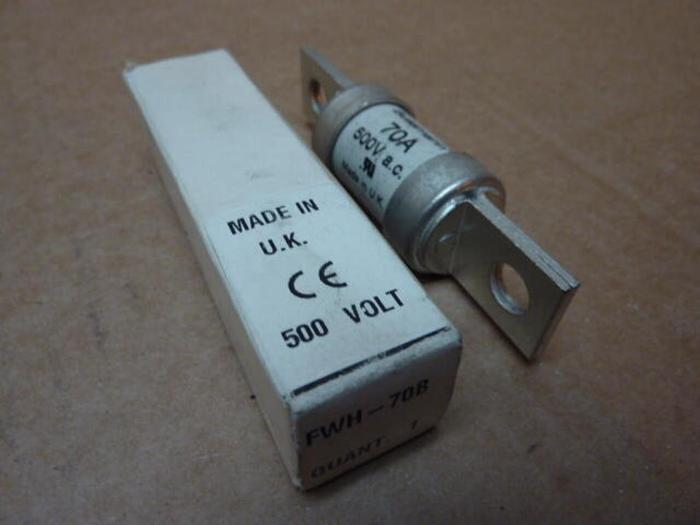 MADE IN
U.K.
CE
500 VOLT
FWH-70B
QUANT. 1
70A
500V. a.c.
Made in U.K.